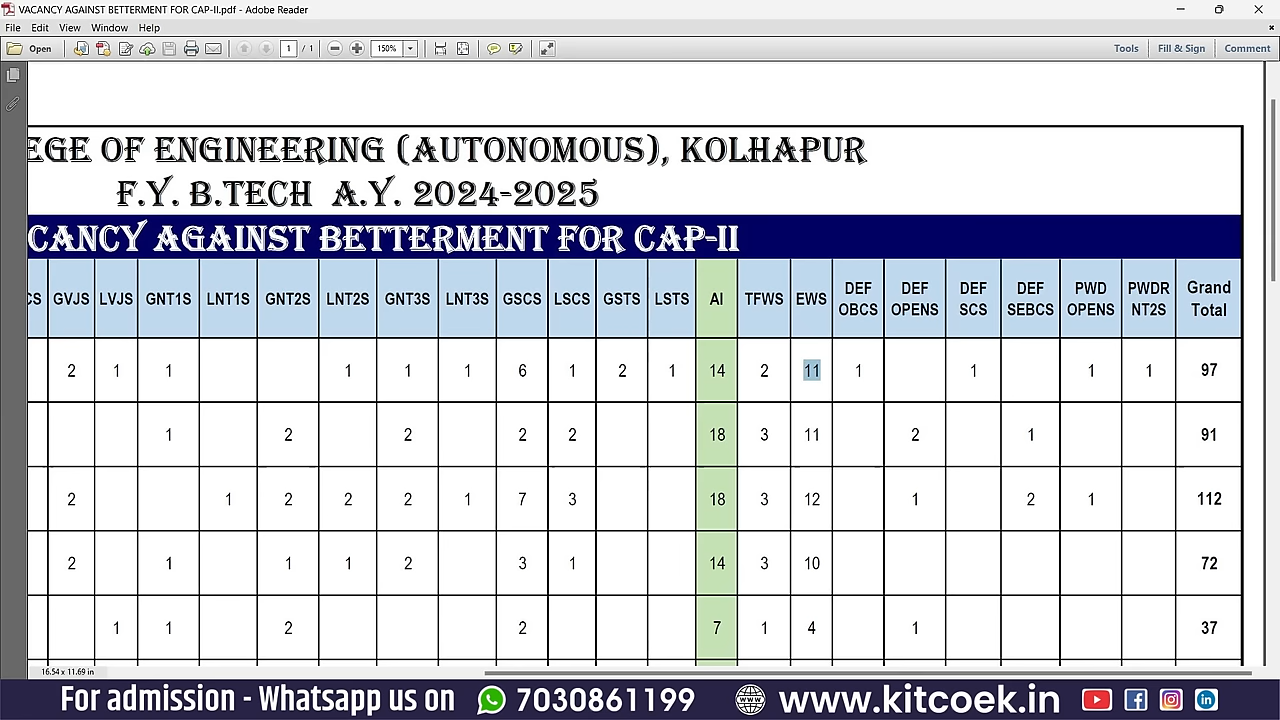 VACANCY AGAINST BETTERMENT FOR CAP-II.pdf - Adobe Reader
File Edit View Window Help
Open 1 / 1 150% Tools Fill & Sign Comment
EGE OF ENGINEERING (AUTONOMOUS), KOLHAPUR
F.Y. B.TECH A.Y. 2024-2025
CANCY AGAINST BETTERMENT FOR CAP-II
CS GVJS LVJS GNT1S LNT1S GNT2S LNT2S GNT3S LNT3S GSCS LSCS GSTS LSTS AI TFWS EWS DEF OBCS DEF OPENS DEF SCS DEF SEBCS PWD OPENS PWDR NT2S Grand Total
2 1 1 1 1 1 6 1 2 1 14 2 11 1 1 1 1 97
1 2 2 2 2 18 3 11 2 1 91
2 1 2 2 2 1 7 3 18 3 12 1 2 1 112
2 1 1 1 2 3 1 14 3 10 72
1 1 2 2 7 1 4 1 37
16.54 x 11.69 in
For admission - Whatsapp us on 7030861199 www.kitcoek.in